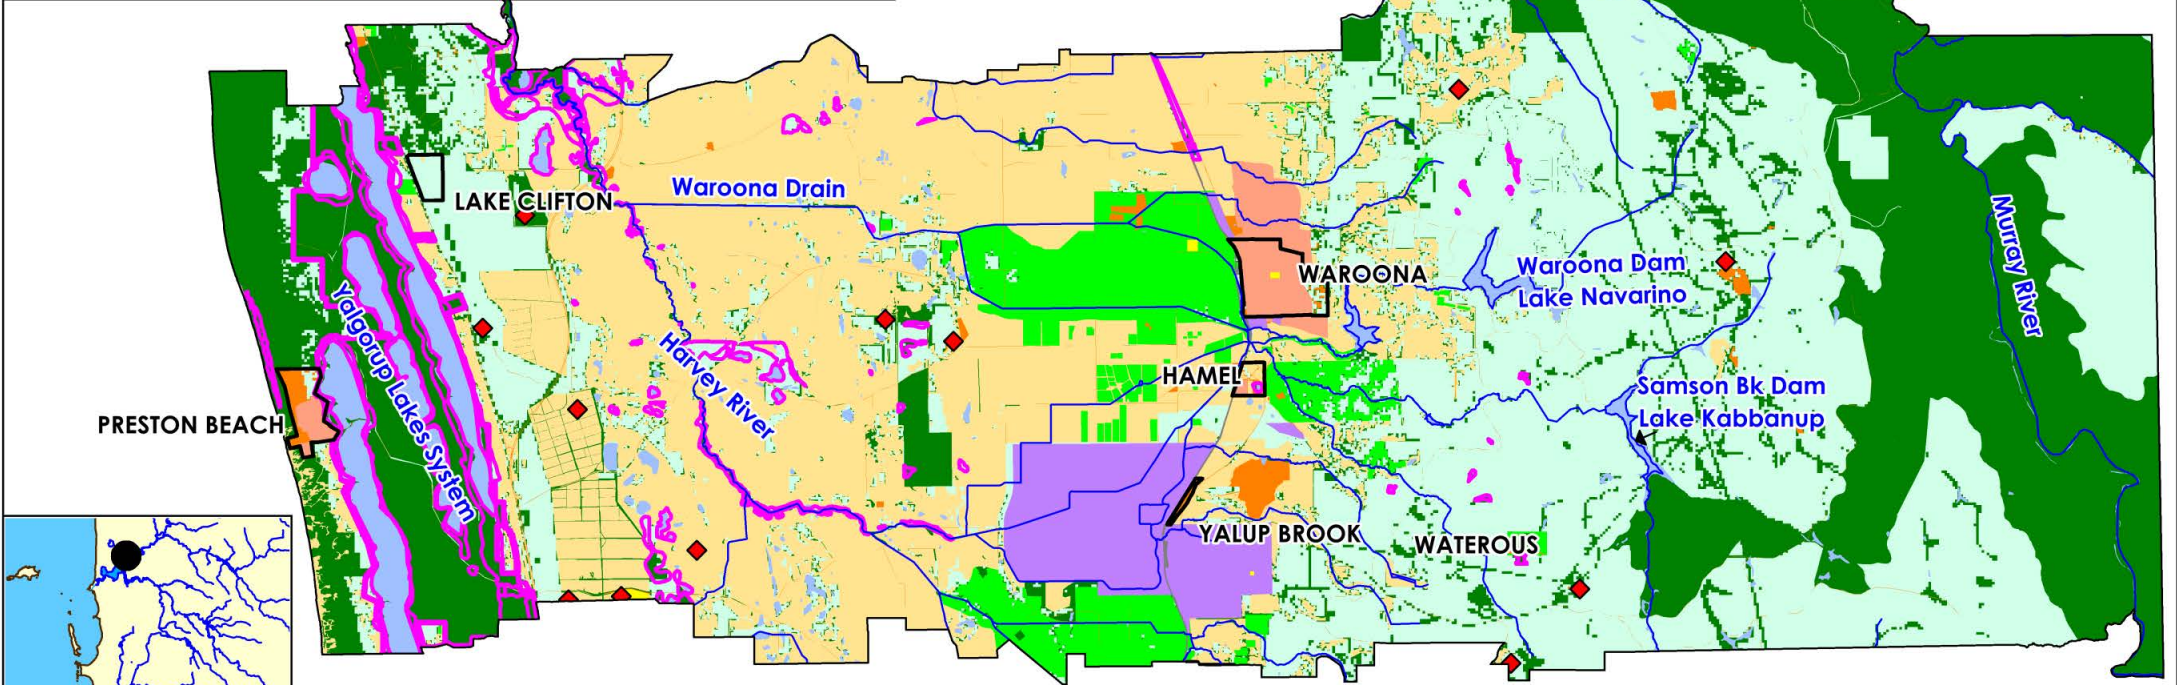 Waroona Drain
LAKE CLIFTON
Murray River
WAROONA
Waroona Dam
Lake Navarino
Yalgorup Lakes System
Harvey River
HAMEL
Samson Bk Dam
Lake Kabbanup
PRESTON BEACH
YALUP BROOK
WATEROUS